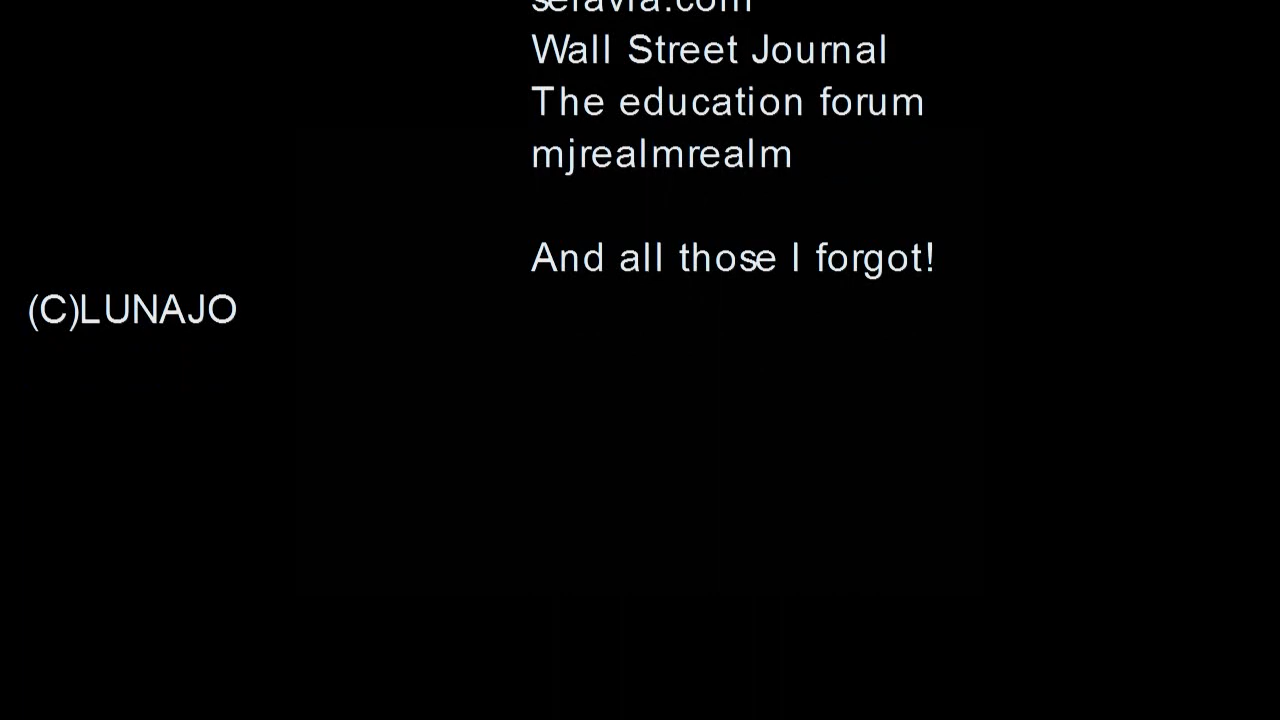 Wall Street Journal
The education forum
mjrealmrealm
And all those I forgot!
(C)LUNAJO